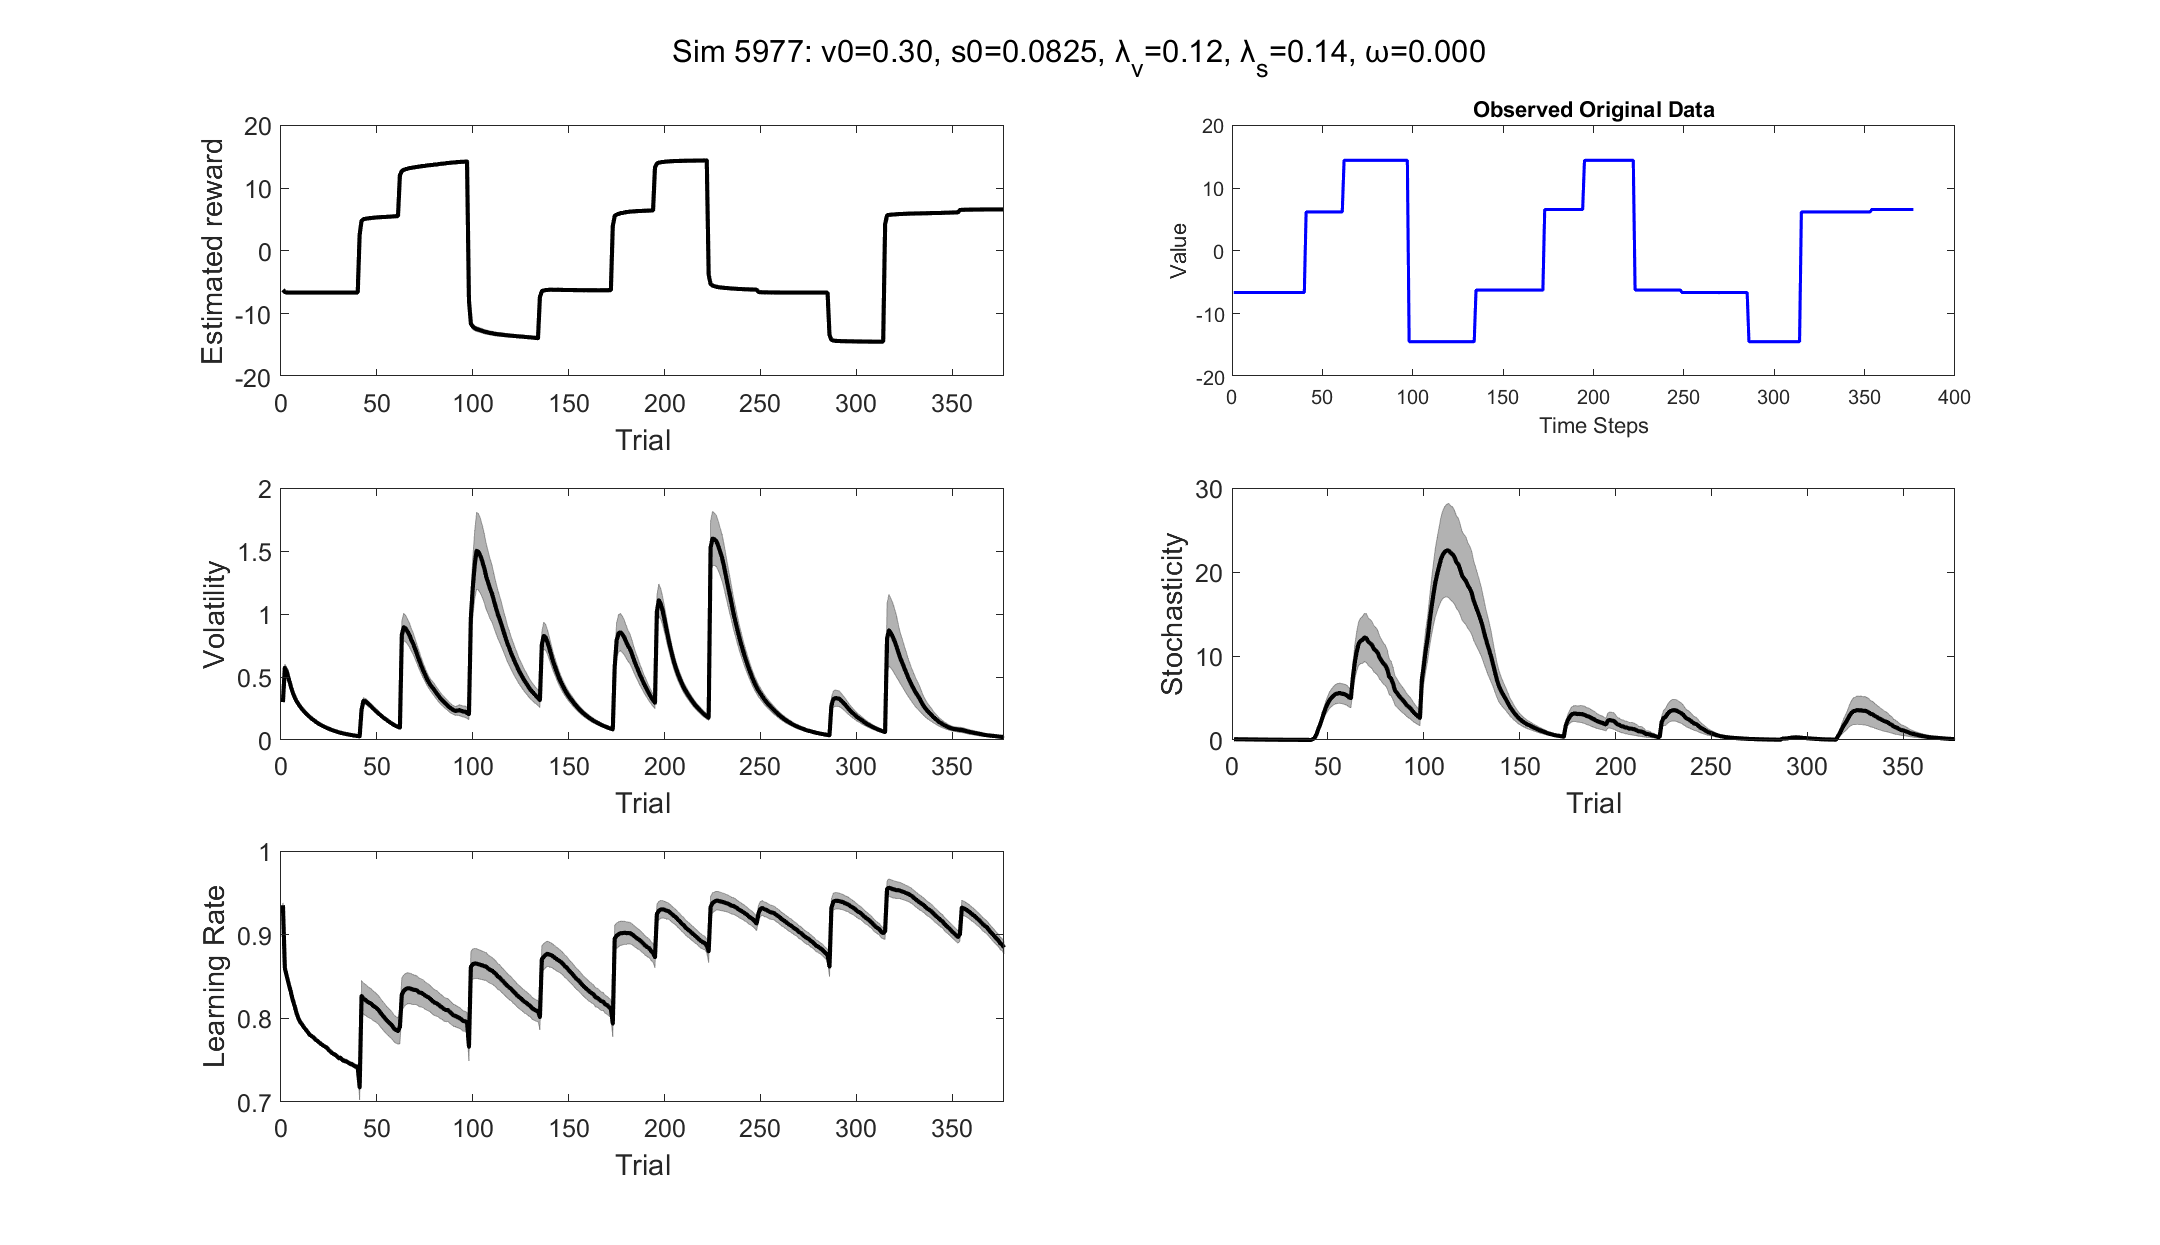 Sim 5977: v0=0.30, s0=0.0825, λ_v=0.12, λ_s=0.14, ω=0.000
Estimated reward
20
10
0
-10
-20
0 50 100 150 200 250 300 350
Trial
Observed Original Data
Value
20
10
0
-10
-20
0 50 100 150 200 250 300 350 400
Time Steps
Volatility
2
1.5
1
0.5
0
0 50 100 150 200 250 300 350
Trial
Stochasticity
30
20
10
0
0 50 100 150 200 250 300 350
Trial
Learning Rate
1
0.9
0.8
0.7
0 50 100 150 200 250 300 350
Trial